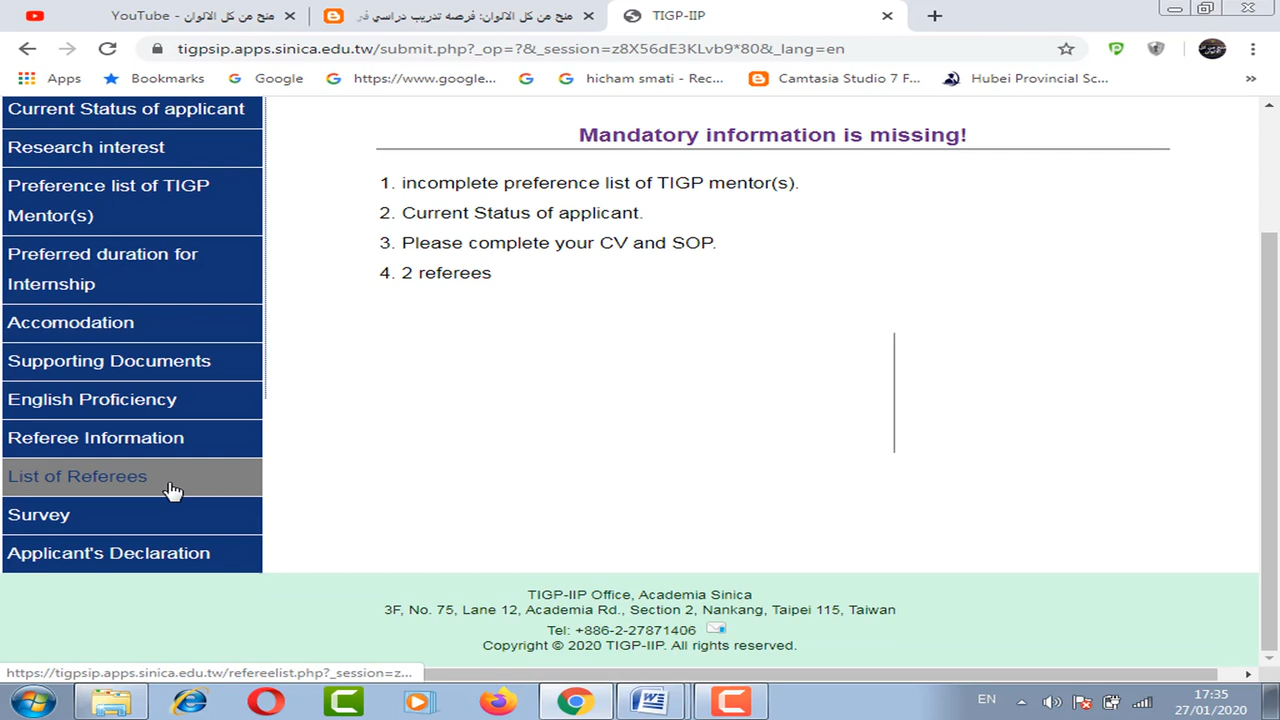 YouTube - منح من كل الالوان
منح من كل الالوان: فرصه تدريب دراسي في
TIGP-IIP
tigpsip.apps.sinica.edu.tw/submit.php?_op=?&_session=z8X56dE3KLvb9*80&_lang=en
Apps Bookmarks Google https://www.google... hicham smati - Rec... Camtasia Studio 7 F... Hubei Provincial Sc... »
Current Status of applicant
Research interest
Preference list of TIGP
Mentor(s)
Preferred duration for
Internship
Accomodation
Supporting Documents
English Proficiency
Referee Information
List of Referees
Survey
Applicant's Declaration
Mandatory information is missing!
1. incomplete preference list of TIGP mentor(s).
2. Current Status of applicant.
3. Please complete your CV and SOP.
4. 2 referees
TIGP-IIP Office, Academia Sinica
3F, No. 75, Lane 12, Academia Rd., Section 2, Nankang, Taipei 115, Taiwan
Tel: +886-2-27871406
Copyright © 2020 TIGP-IIP. All rights reserved.
https://tigpsip.apps.sinica.edu.tw/refereelist.php?_session=z...
EN
17:35
27/01/2020